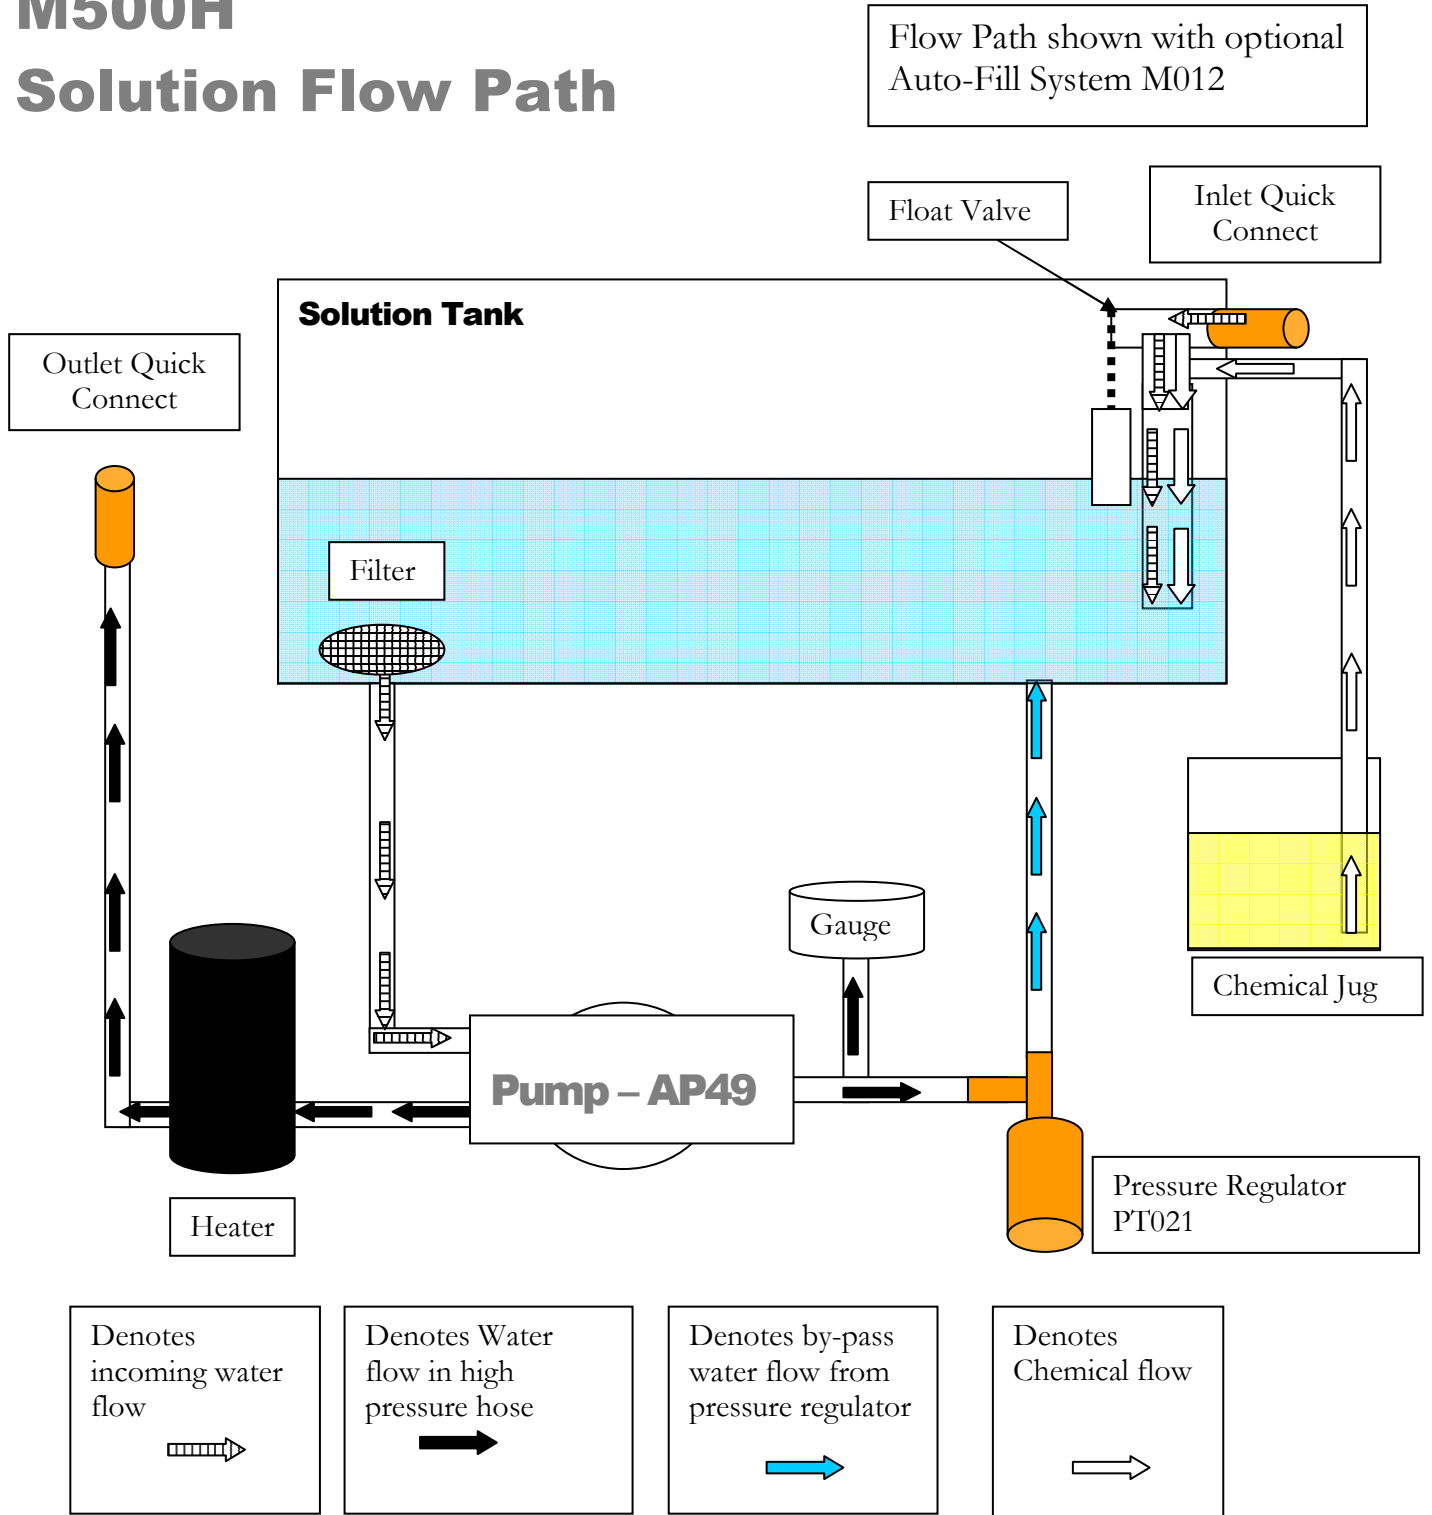 M500H
Solution Flow Path
Flow Path shown with optional
Auto-Fill System M012
Float Valve
Inlet Quick
Connect
Solution Tank
Outlet Quick
Connect
Filter
Gauge
Chemical Jug
Pump – AP49
Pressure Regulator
PT021
Heater
Denotes
incoming water
flow
Denotes Water
flow in high
pressure hose
Denotes by-pass
water flow from
pressure regulator
Denotes
Chemical flow